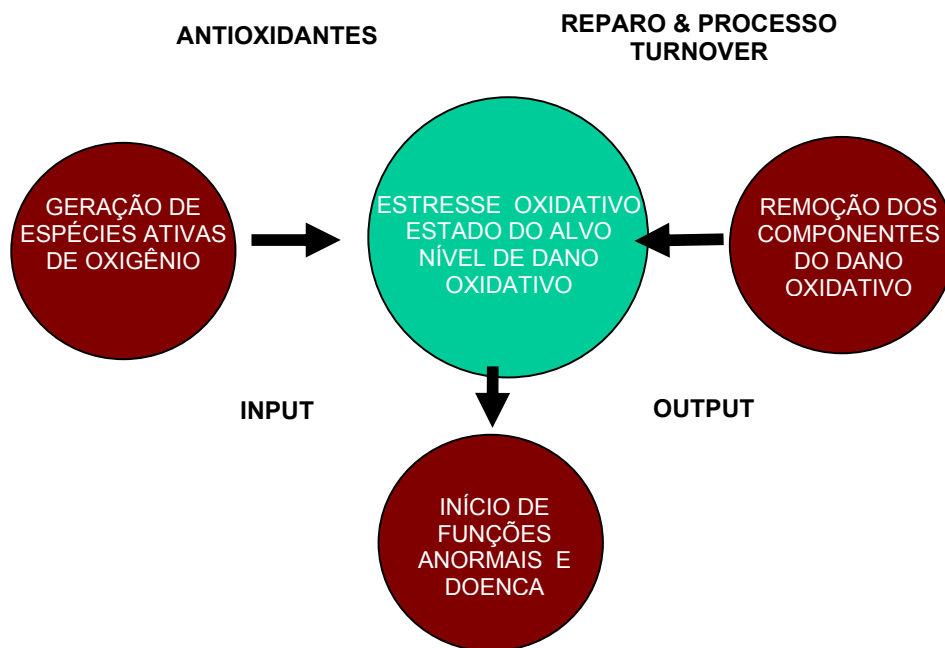 ANTIOXIDANTES
REPARO & PROCESSO
TURNOVER
GERAÇÃO DE
ESPÉCIES ATIVAS
DE OXIGÊNIO
ESTRESSE OXIDATIVO
ESTADO DO ALVO
NÍVEL DE DANO
OXIDATIVO
REMOÇÃO DOS
COMPONENTES
DO DANO
OXIDATIVO
INPUT
OUTPUT
INÍCIO DE
FUNÇÕES
ANORMAIS E
DOENCA